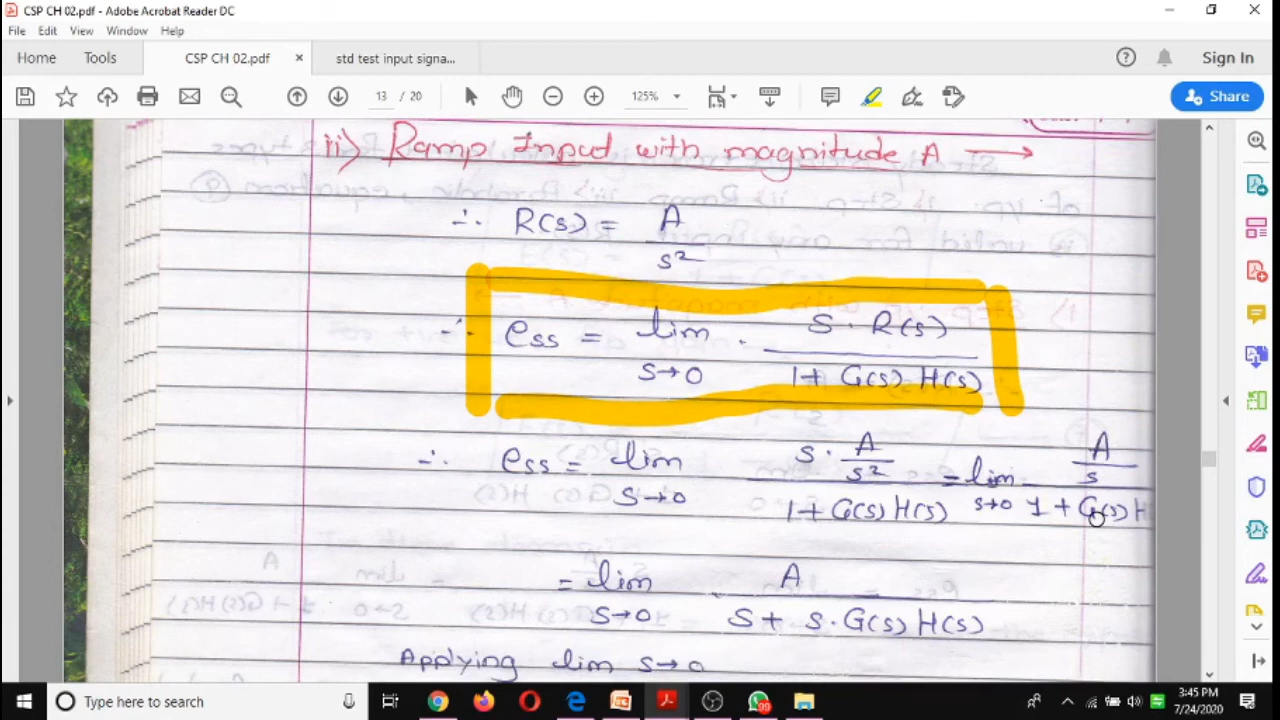 CSP CH 02.pdf - Adobe Acrobat Reader DC
File Edit View Window Help
Home Tools CSP CH 02.pdf × std test input signa... Sign In
13 / 20 125% Share
ii) Ramp Input with magnitude A →
∴ R(s) = A / s²
∴ ess = lim s→0 · s · R(s) / 1 + G(s) H(s)
∴ ess = lim s→0 s · A/s² / 1 + G(s) H(s) = lim s→0 A/s / 1 + G(s) H
= lim s→0 · A / s + s · G(s) H(s)
Applying lim s→0
Type here to search 99 3:45 PM
7/24/2020